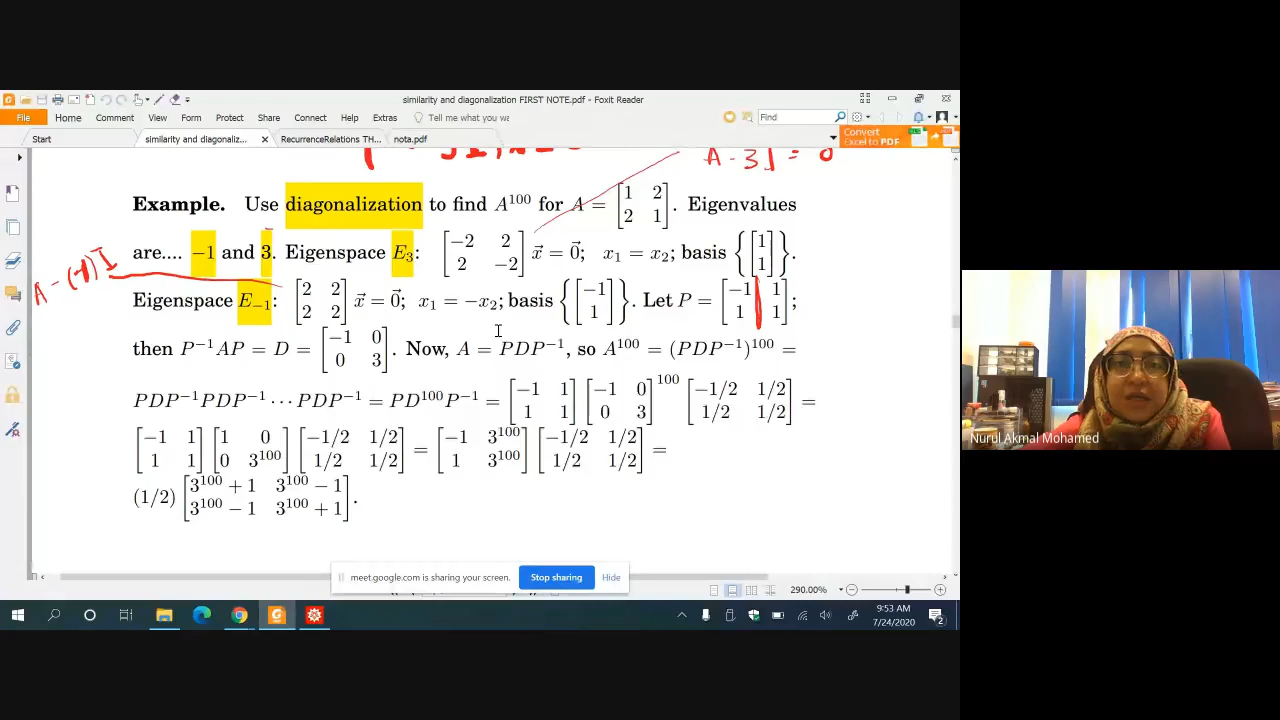 similarity and diagonalization FIRST NOTE.pdf - Foxit Reader
File Home Comment View Form Protect Share Connect Extras Tell me what you Find
Start similarity and diagonaliz... RecurrenceRelations TH... nota.pdf
Convert
Excel to PDF
A - 3I = 0
Example. Use diagonalization to find A^100 for A = [1 2; 2 1]. Eigenvalues
are.... −1 and 3. Eigenspace E_3: [−2 2; 2 −2] x⃗ = 0⃗; x_1 = x_2; basis {[1; 1]}.
A - (-1)I
Eigenspace E_−1: [2 2; 2 2] x⃗ = 0⃗; x_1 = −x_2; basis {[−1; 1]}. Let P = [−1 1; 1 1];
then P^−1AP = D = [−1 0; 0 3]. Now, A = PDP^−1, so A^100 = (PDP^−1)^100 =
PDP^−1PDP^−1 ⋯ PDP^−1 = PD^100P^−1 = [−1 1; 1 1] [−1 0; 0 3]^100 [−1/2 1/2; 1/2 1/2] =
[−1 1; 1 1] [1 0; 0 3^100] [−1/2 1/2; 1/2 1/2] = [−1 3^100; 1 3^100] [−1/2 1/2; 1/2 1/2] =
(1/2) [3^100 + 1 3^100 − 1; 3^100 − 1 3^100 + 1].
Nurul Akmal Mohamed
meet.google.com is sharing your screen. Stop sharing Hide
290.00%
9:53 AM
7/24/2020
2